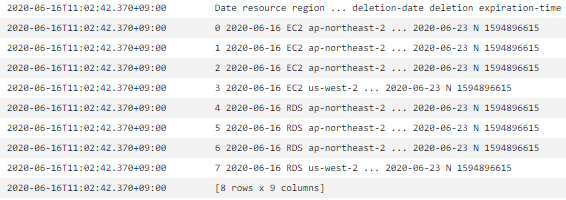 2020-06-16T11:02:42.370+09:00 Date resource region ... deletion-date deletion expiration-time
2020-06-16T11:02:42.370+09:00 0 2020-06-16 EC2 ap-northeast-2 ... 2020-06-23 N 1594896615
2020-06-16T11:02:42.370+09:00 1 2020-06-16 EC2 ap-northeast-2 ... 2020-06-23 N 1594896615
2020-06-16T11:02:42.370+09:00 2 2020-06-16 EC2 ap-northeast-2 ... 2020-06-23 N 1594896615
2020-06-16T11:02:42.370+09:00 3 2020-06-16 EC2 us-west-2 ... 2020-06-23 N 1594896615
2020-06-16T11:02:42.370+09:00 4 2020-06-16 RDS ap-northeast-2 ... 2020-06-23 N 1594896615
2020-06-16T11:02:42.370+09:00 5 2020-06-16 RDS ap-northeast-2 ... 2020-06-23 N 1594896615
2020-06-16T11:02:42.370+09:00 6 2020-06-16 RDS ap-northeast-2 ... 2020-06-23 N 1594896615
2020-06-16T11:02:42.370+09:00 7 2020-06-16 RDS us-west-2 ... 2020-06-23 N 1594896615
2020-06-16T11:02:42.370+09:00 [8 rows x 9 columns]